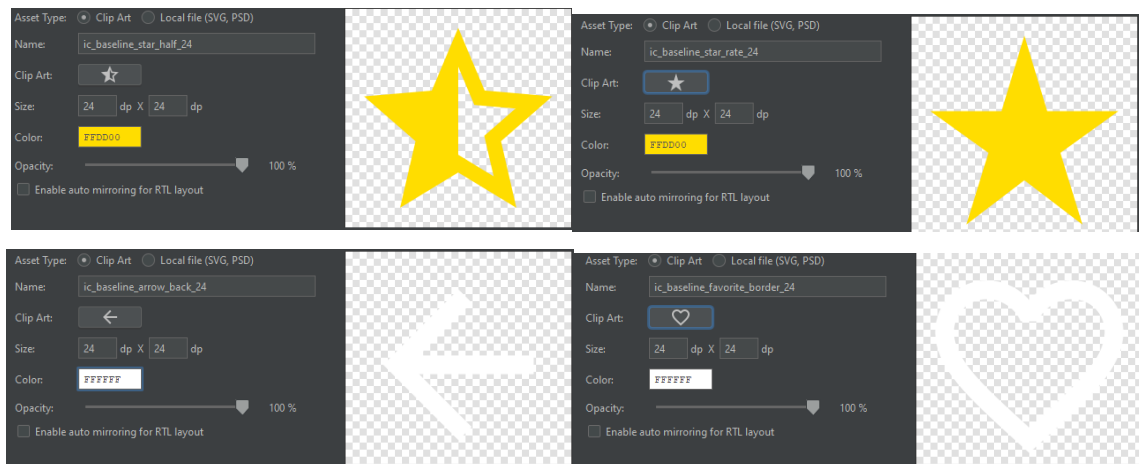 Asset Type: Clip Art Local file (SVG, PSD)
Name: ic_baseline_star_half_24
Clip Art:
Size: 24 dp X 24 dp
Color: FFDD00
Opacity: 100 %
Enable auto mirroring for RTL layout
Asset Type: Clip Art Local file (SVG, PSD)
Name: ic_baseline_star_rate_24
Clip Art:
Size: 24 dp X 24 dp
Color: FFDD00
Opacity: 100 %
Enable auto mirroring for RTL layout
Asset Type: Clip Art Local file (SVG, PSD)
Name: ic_baseline_arrow_back_24
Clip Art:
Size: 24 dp X 24 dp
Color: FFFFFF
Opacity: 100 %
Enable auto mirroring for RTL layout
Asset Type: Clip Art Local file (SVG, PSD)
Name: ic_baseline_favorite_border_24
Clip Art:
Size: 24 dp X 24 dp
Color: FFFFFF
Opacity: 100 %
Enable auto mirroring for RTL layout